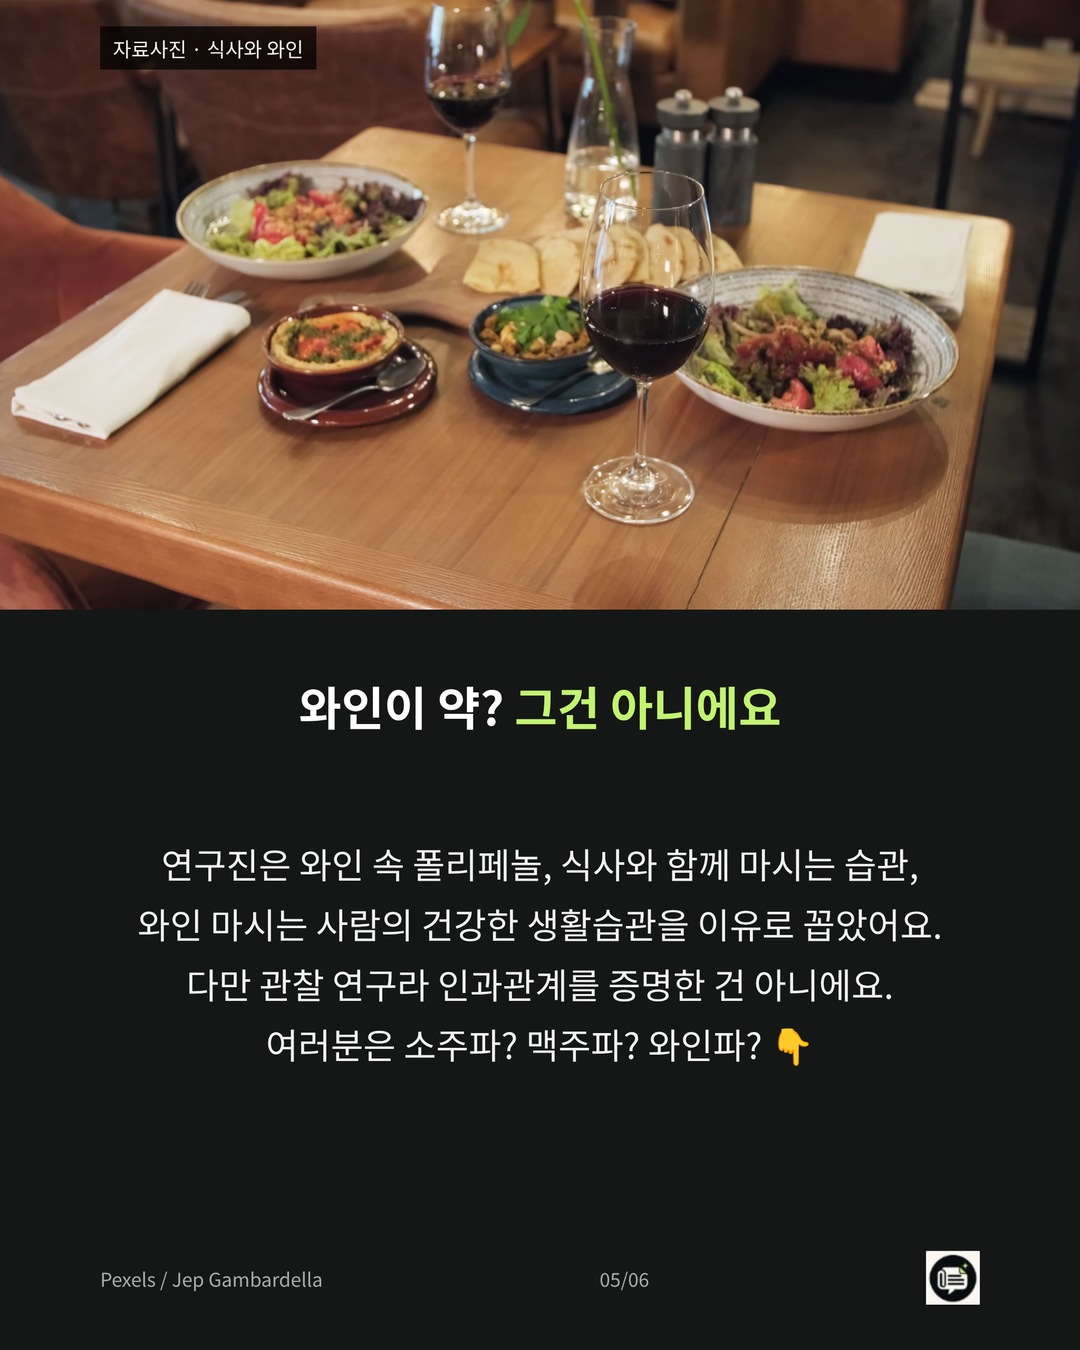 자료사진 · 식사와 와인
와인이 약? 그건 아니에요
연구진은 와인 속 폴리페놀, 식사와 함께 마시는 습관,
와인 마시는 사람의 건강한 생활습관을 이유로 꼽았어요.
다만 관찰 연구라 인과관계를 증명한 건 아니에요.
여러분은 소주파? 맥주파? 와인파? 👇
Pexels / Jep Gambardella
05/06